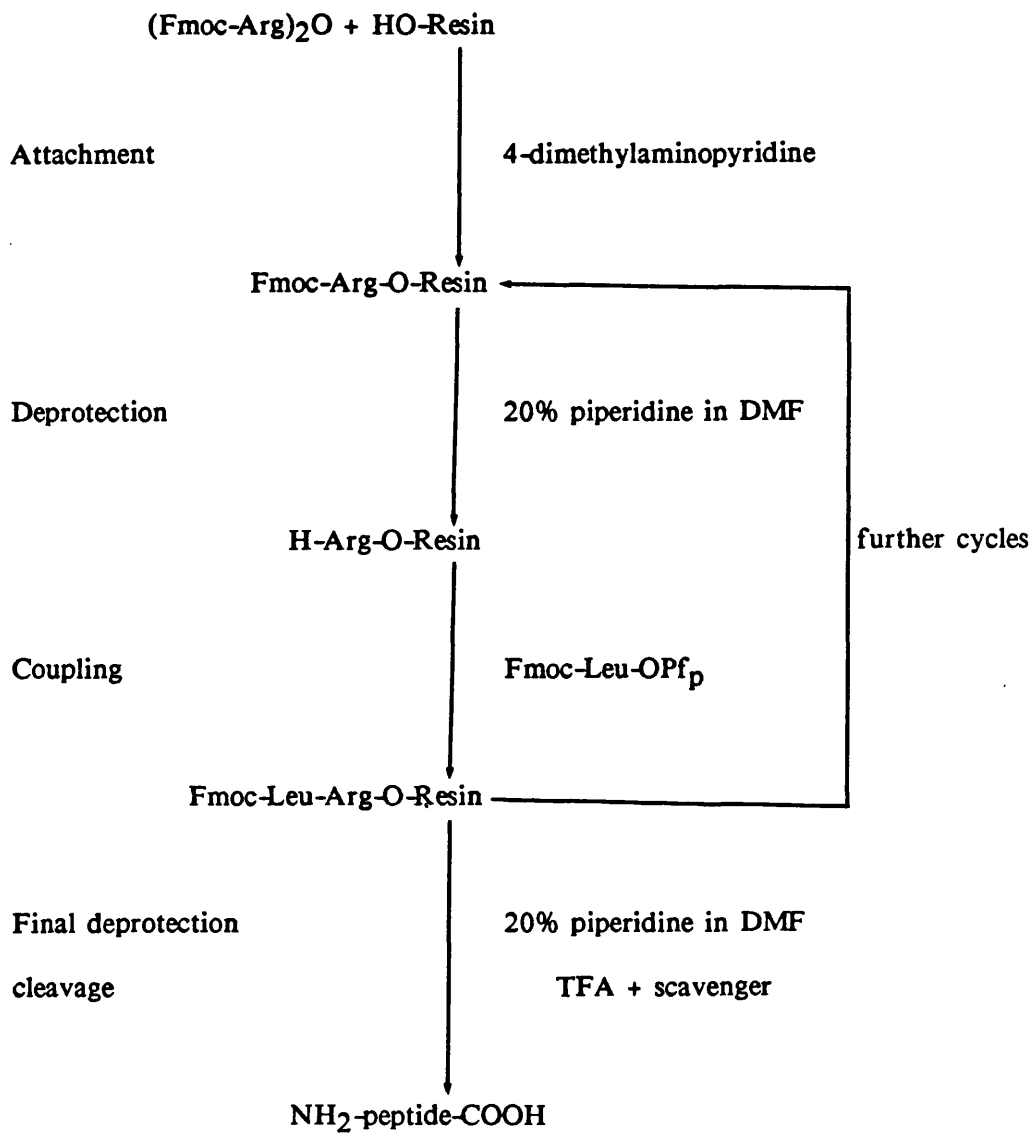 (Fmoc-Arg)2O + HO-Resin
Attachment
4-dimethylaminopyridine
Fmoc-Arg-O-Resin
Deprotection
20% piperidine in DMF
H-Arg-O-Resin
further cycles
Coupling
Fmoc-Leu-OPfp
Fmoc-Leu-Arg-O-Resin
Final deprotection
20% piperidine in DMF
cleavage
TFA + scavenger
NH2-peptide-COOH